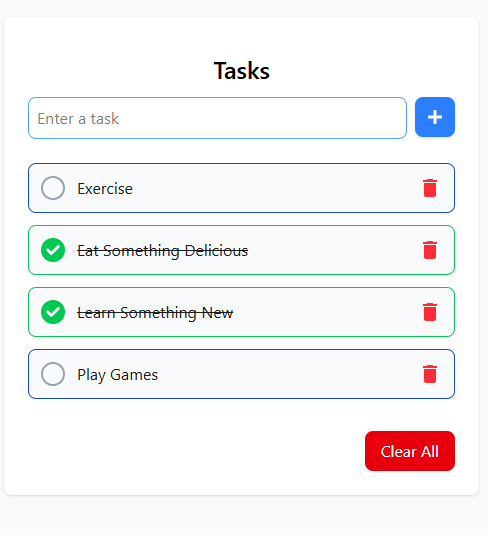 Tasks
Enter a task
Exercise
Eat Something Delicious
Learn Something New
Play Games
Clear All